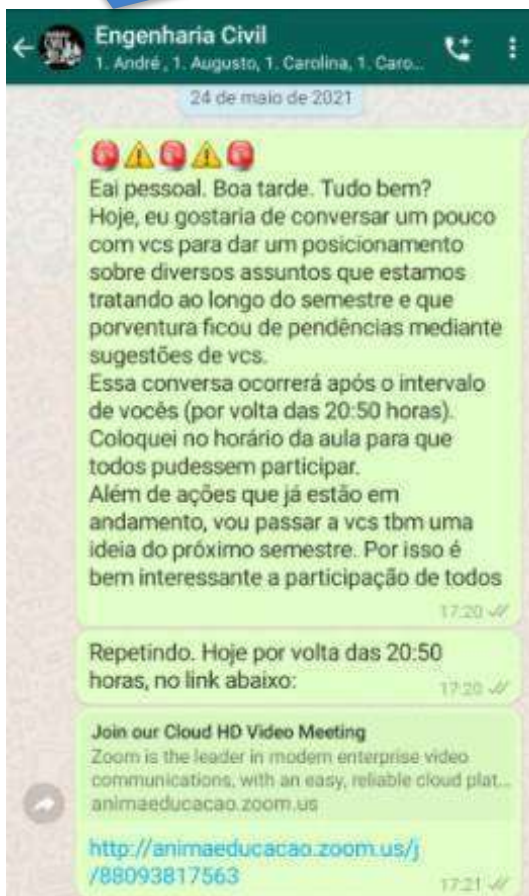 Engenharia Civil
1. André , 1. Augusto, 1. Carolina, 1. Caro...
24 de maio de 2021
Eai pessoal. Boa tarde. Tudo bem?
Hoje, eu gostaria de conversar um pouco
com vcs para dar um posicionamento
sobre diversos assuntos que estamos
tratando ao longo do semestre e que
porventura ficou de pendências mediante
sugestões de vcs.
Essa conversa ocorrerá após o intervalo
de vocês (por volta das 20:50 horas).
Coloquei no horário da aula para que
todos pudessem participar.
Além de ações que já estão em
andamento, vou passar a vcs tbm uma
ideia do próximo semestre. Por isso é
bem interessante a participação de todos
17:20
Repetindo. Hoje por volta das 20:50
horas, no link abaixo:
17:20
Join our Cloud HD Video Meeting
Zoom is the leader in modern enterprise video
communications, with an easy, reliable cloud plat...
animaeducacao.zoom.us
http://animaeducacao.zoom.us/j
/88093817563
17:21